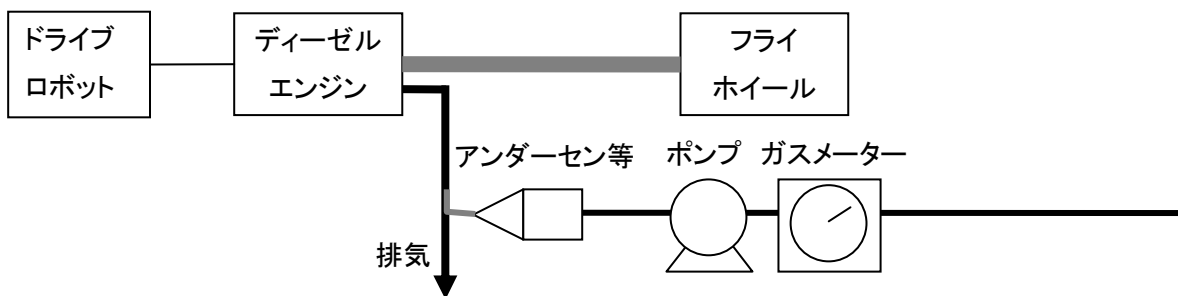 ドライブ
ロボット
ディーゼル
エンジン
フライ
ホイール
アンダーセン等
ポンプ
ガスメーター
排気